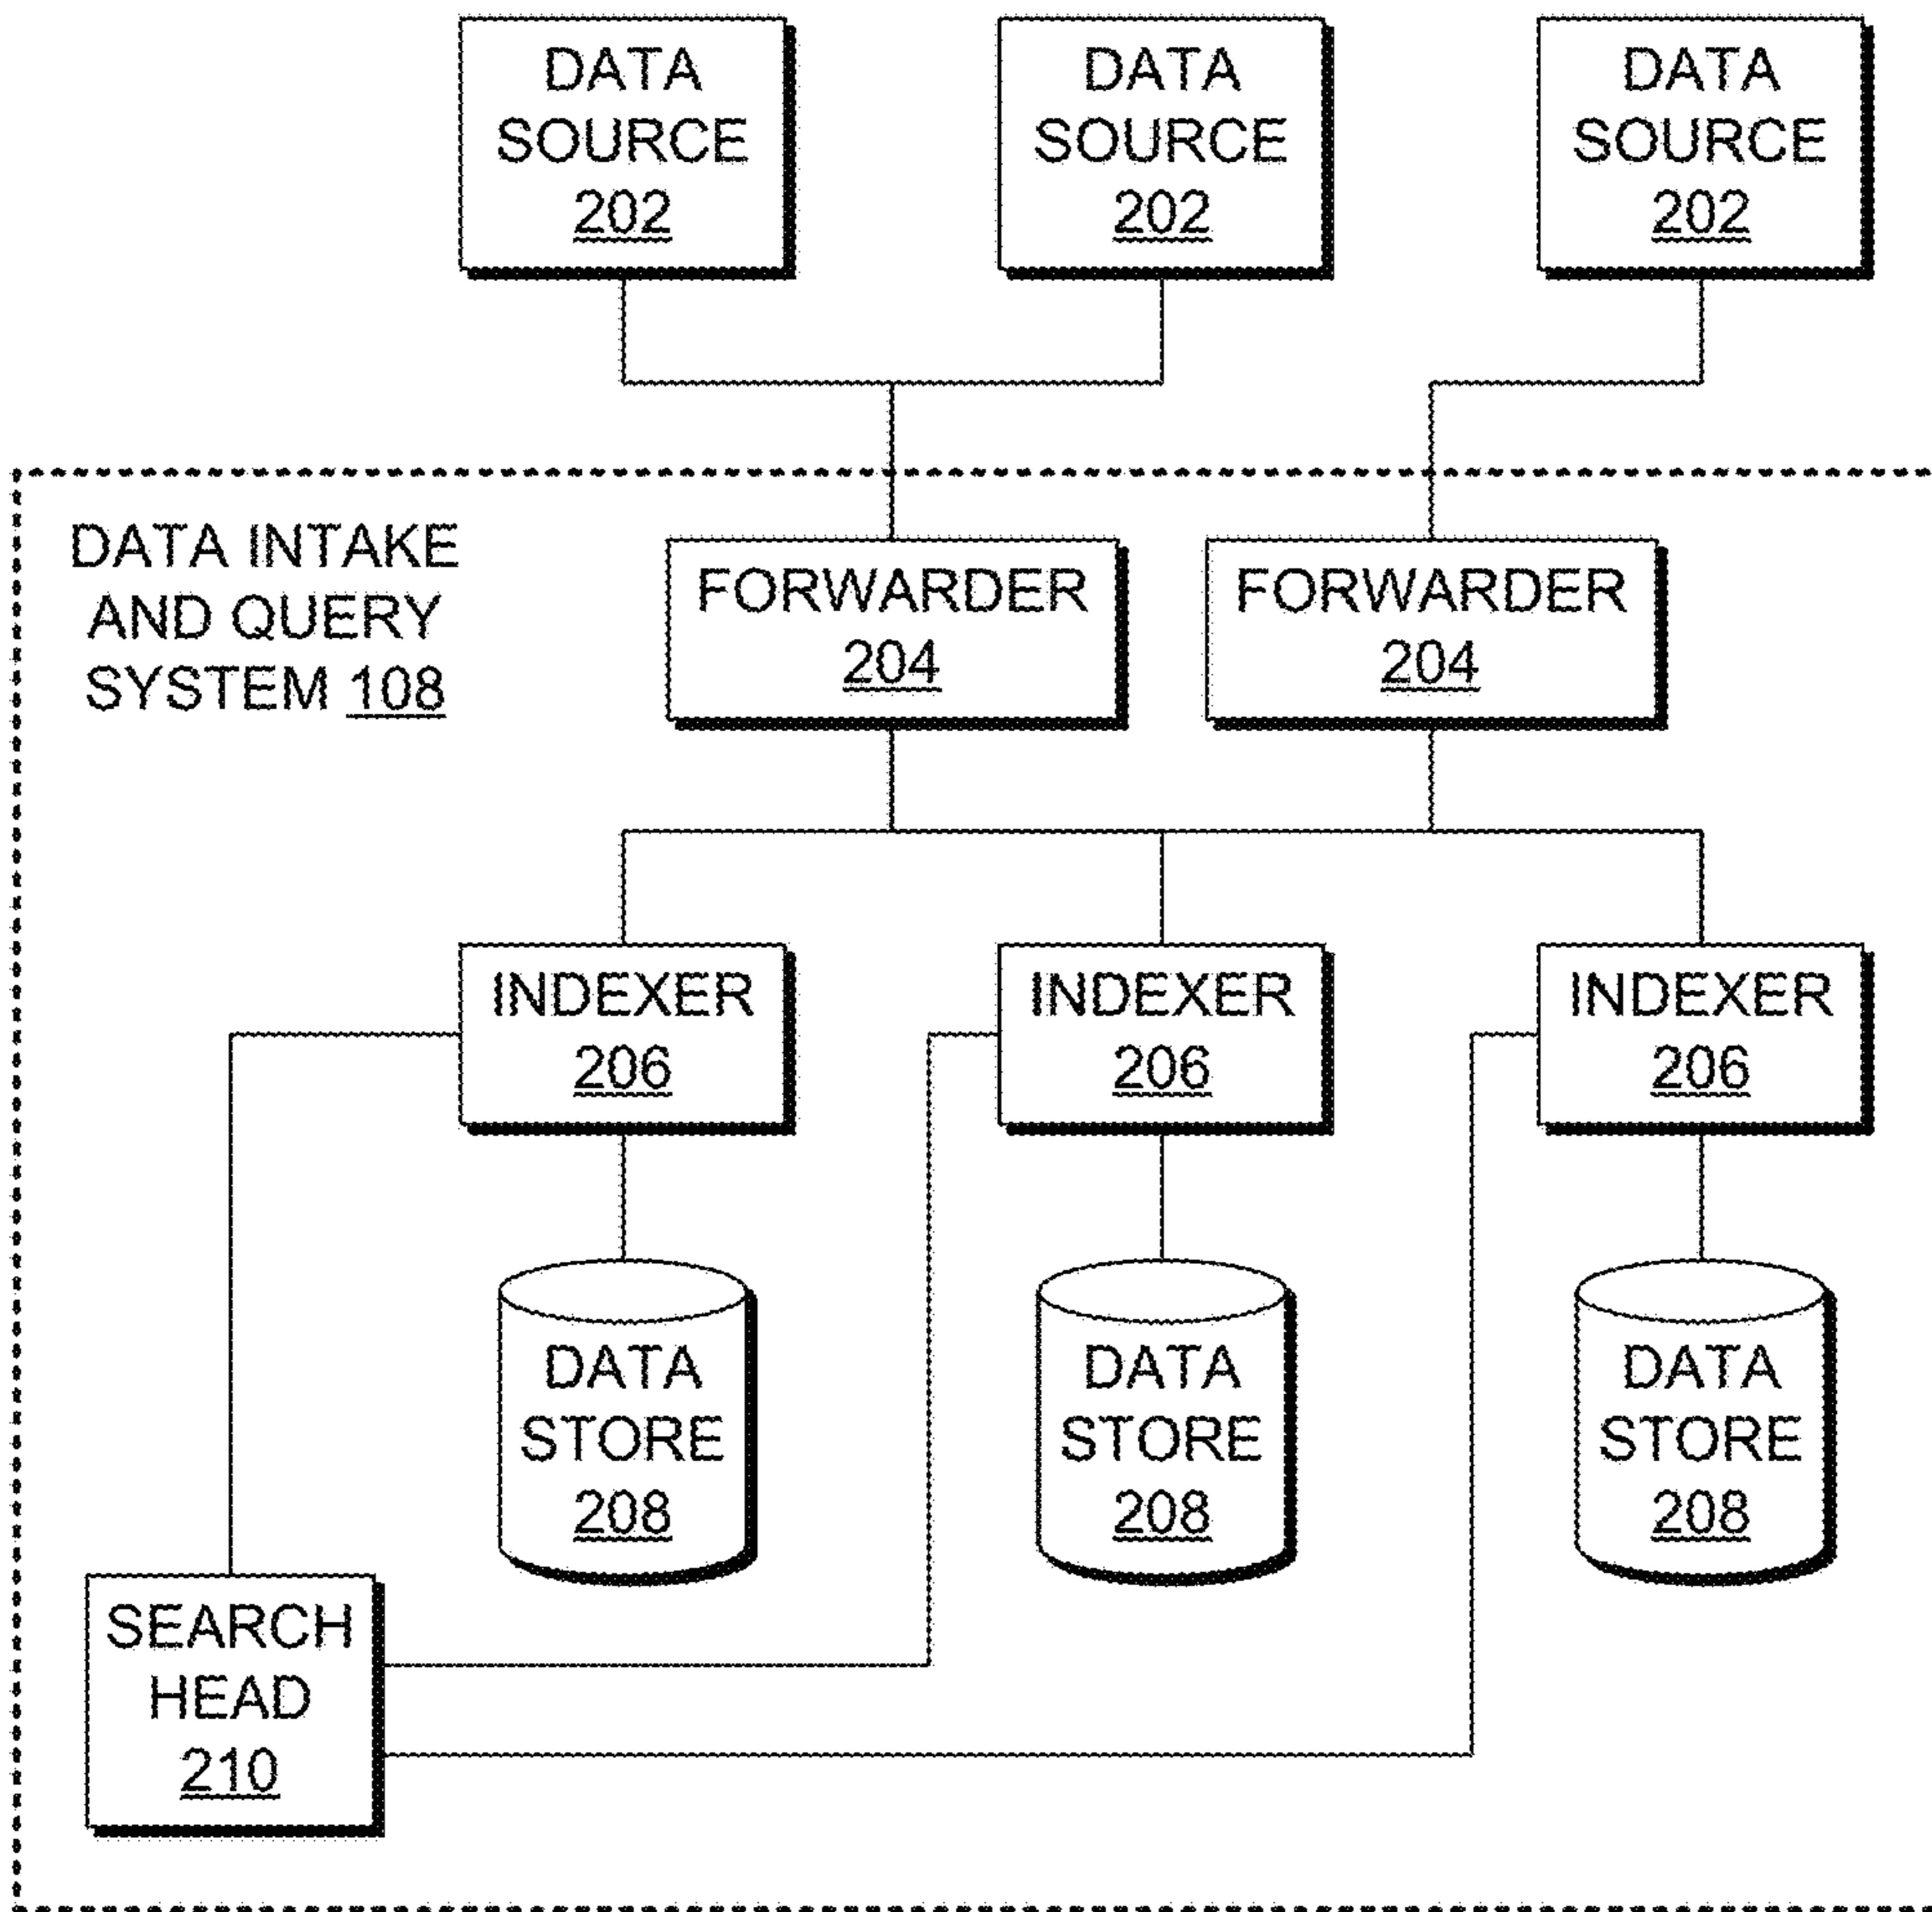 DATA
SOURCE
202
DATA
SOURCE
202
DATA
SOURCE
202
DATA INTAKE
AND QUERY
SYSTEM 108
FORWARDER
204
FORWARDER
204
INDEXER
206
INDEXER
206
INDEXER
206
DATA
STORE
208
DATA
STORE
208
DATA
STORE
208
SEARCH
HEAD
210